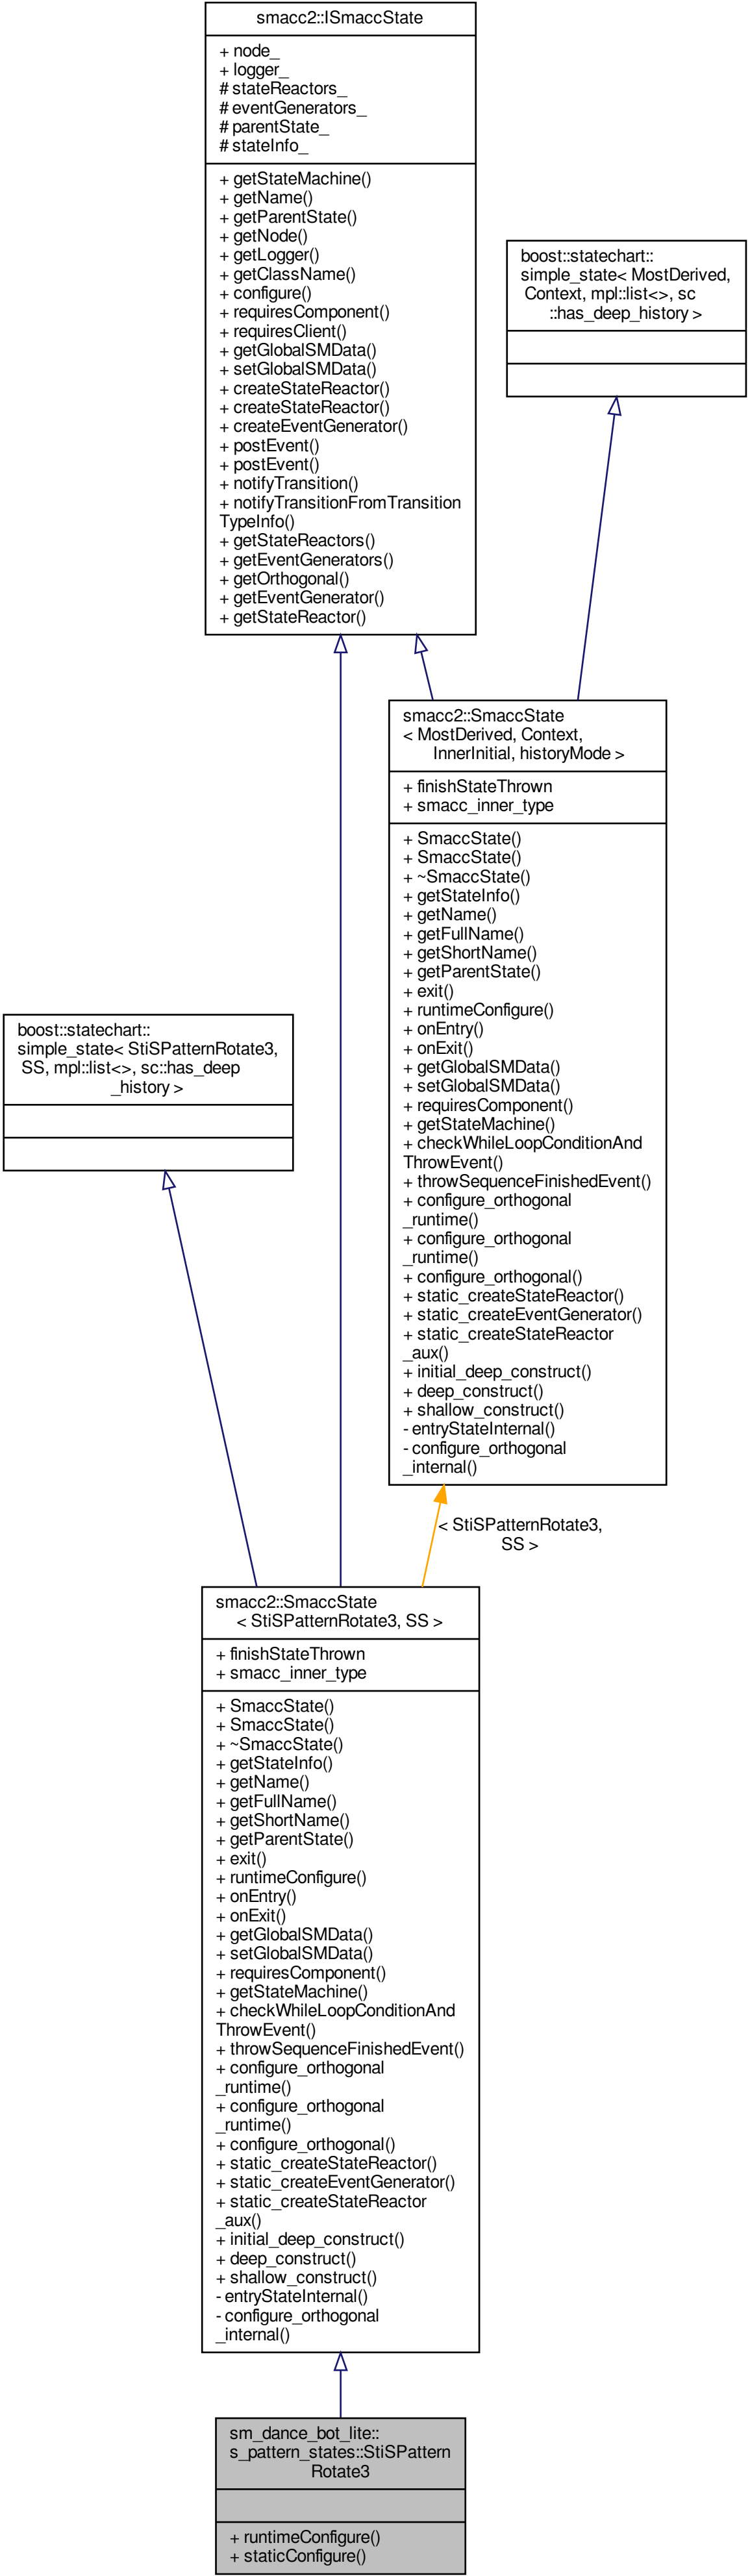 smacc2::ISmaccState
+ node_
+ logger_
# stateReactors_
# eventGenerators_
# parentState_
# stateInfo_
+ getStateMachine()
+ getName()
+ getParentState()
+ getNode()
+ getLogger()
+ getClassName()
+ configure()
+ requiresComponent()
+ requiresClient()
+ getGlobalSMData()
+ setGlobalSMData()
+ createStateReactor()
+ createStateReactor()
+ createEventGenerator()
+ postEvent()
+ postEvent()
+ notifyTransition()
+ notifyTransitionFromTransition
TypeInfo()
+ getStateReactors()
+ getEventGenerators()
+ getOrthogonal()
+ getEventGenerator()
+ getStateReactor()
boost::statechart::
simple_state< MostDerived,
Context, mpl::list<>, sc
::has_deep_history >
smacc2::SmaccState
< MostDerived, Context,
InnerInitial, historyMode >
+ finishStateThrown
+ smacc_inner_type
+ SmaccState()
+ SmaccState()
+ ~SmaccState()
+ getStateInfo()
+ getName()
+ getFullName()
+ getShortName()
+ getParentState()
+ exit()
+ runtimeConfigure()
+ onEntry()
+ onExit()
+ getGlobalSMData()
+ setGlobalSMData()
+ requiresComponent()
+ getStateMachine()
+ checkWhileLoopConditionAnd
ThrowEvent()
+ throwSequenceFinishedEvent()
+ configure_orthogonal
_runtime()
+ configure_orthogonal
_runtime()
+ configure_orthogonal()
+ static_createStateReactor()
+ static_createEventGenerator()
+ static_createStateReactor
_aux()
+ initial_deep_construct()
+ deep_construct()
+ shallow_construct()
- entryStateInternal()
- configure_orthogonal
_internal()
boost::statechart::
simple_state< StiSPatternRotate3,
SS, mpl::list<>, sc::has_deep
_history >
< StiSPatternRotate3,
SS >
smacc2::SmaccState
< StiSPatternRotate3, SS >
+ finishStateThrown
+ smacc_inner_type
+ SmaccState()
+ SmaccState()
+ ~SmaccState()
+ getStateInfo()
+ getName()
+ getFullName()
+ getShortName()
+ getParentState()
+ exit()
+ runtimeConfigure()
+ onEntry()
+ onExit()
+ getGlobalSMData()
+ setGlobalSMData()
+ requiresComponent()
+ getStateMachine()
+ checkWhileLoopConditionAnd
ThrowEvent()
+ throwSequenceFinishedEvent()
+ configure_orthogonal
_runtime()
+ configure_orthogonal
_runtime()
+ configure_orthogonal()
+ static_createStateReactor()
+ static_createEventGenerator()
+ static_createStateReactor
_aux()
+ initial_deep_construct()
+ deep_construct()
+ shallow_construct()
- entryStateInternal()
- configure_orthogonal
_internal()
sm_dance_bot_lite::
s_pattern_states::StiSPattern
Rotate3
+ runtimeConfigure()
+ staticConfigure()